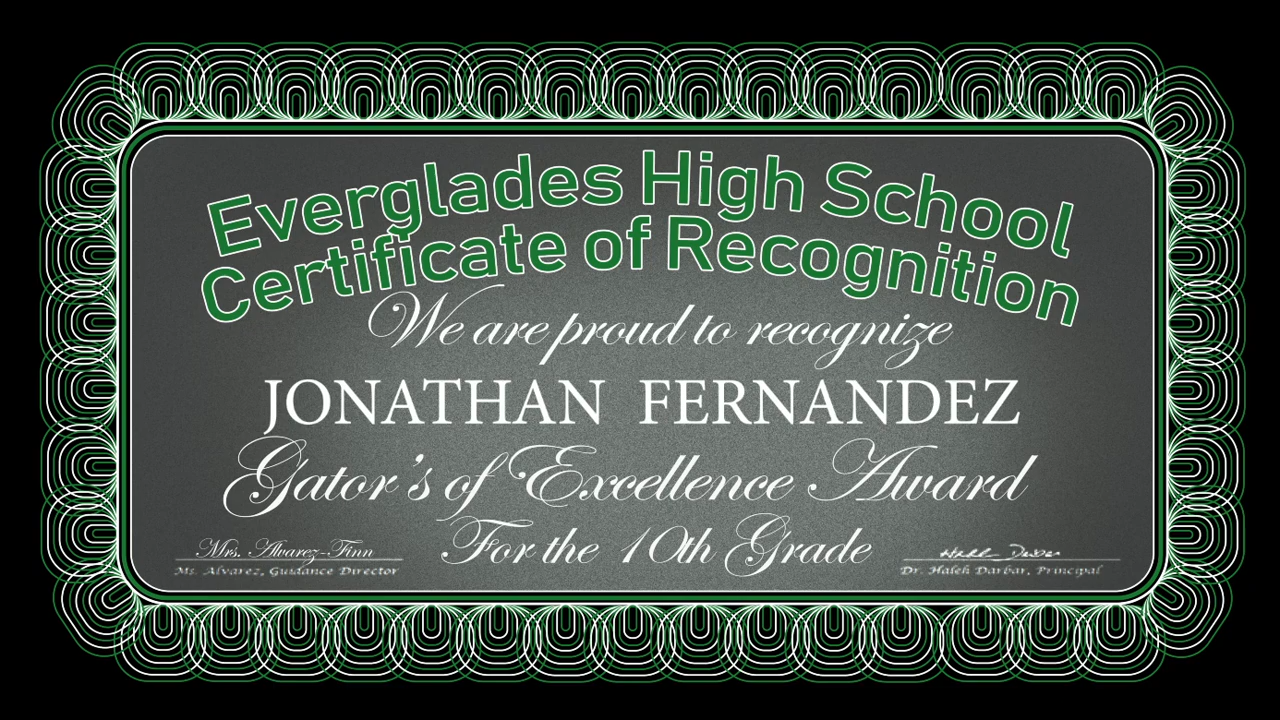 Everglades High School
Certificate of Recognition
We are proud to recognize
JONATHAN FERNANDEZ
Gator's of Excellence Award
For the 10th Grade
Mrs. Alvarez-Finn
Ms. Alvarez, Guidance Director
Dr. Haleh Darbar, Principal